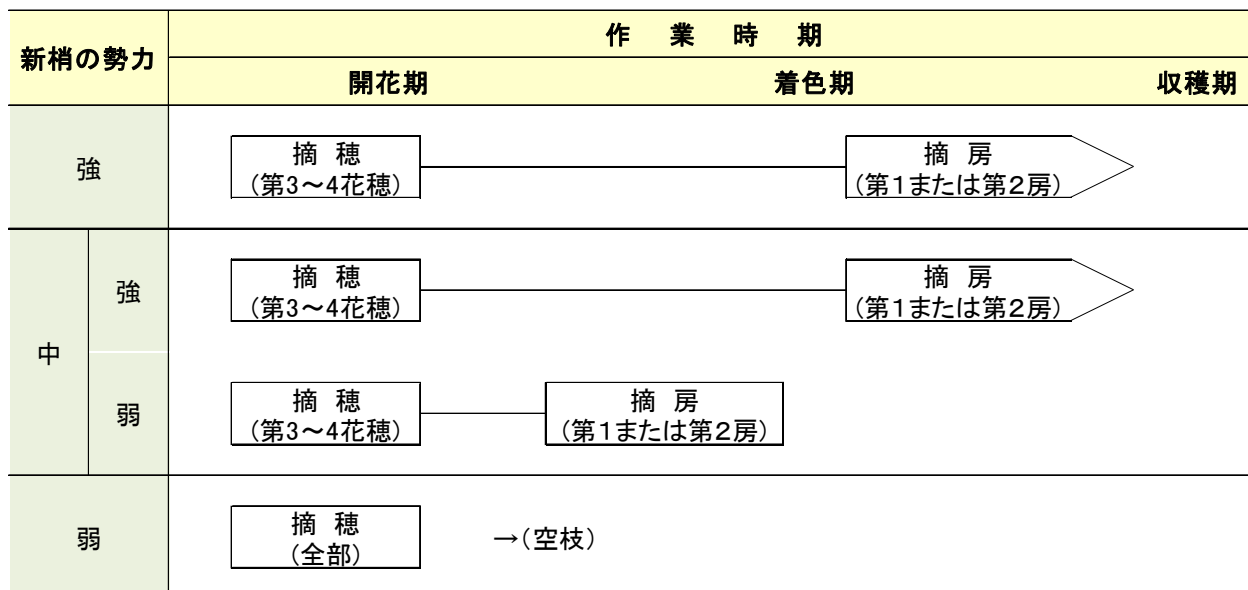 新梢の勢力
作 業 時 期
開花期 着色期 収穫期
強
摘 穂
(第3～4花穂)
摘 房
(第1または第2房)
中
強
摘 穂
(第3～4花穂)
摘 房
(第1または第2房)
弱
摘 穂
(第3～4花穂)
摘 房
(第1または第2房)
弱
摘 穂
(全部)
→(空枝)